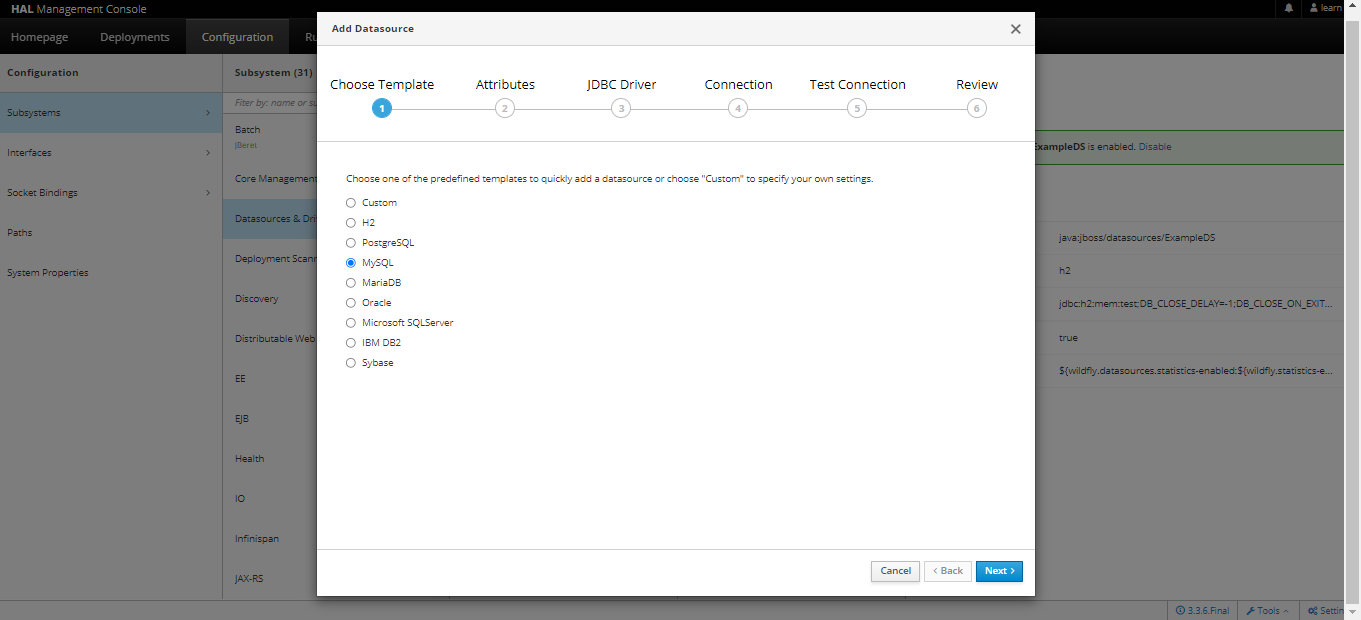 HAL Management Console
learn
Homepage
Deployments
Configuration
Ru
Add Datasource
Configuration
Subsystems
Interfaces
Socket Bindings
Paths
System Properties
Subsystem (31)
Filter by: name or su
Batch
JBeret
Core Management
Datasources & Dri
Deployment Scann
Discovery
Distributable Web
EE
EJB
Health
IO
Infinispan
JAX-RS
Choose Template
Attributes
JDBC Driver
Connection
Test Connection
Review
1
2
3
4
5
6
Choose one of the predefined templates to quickly add a datasource or choose "Custom" to specify your own settings.
Custom
H2
PostgreSQL
MySQL
MariaDB
Oracle
Microsoft SQLServer
IBM DB2
Sybase
Cancel
Back
Next
ExampleDS is enabled. Disable
java:jboss/datasources/ExampleDS
h2
jdbc:h2:mem:test;DB_CLOSE_DELAY=-1;DB_CLOSE_ON_EXIT...
true
${wildfly.datasources.statistics-enabled:${wildfly.statistics-e...
3.3.6.Final
Tools
Settin